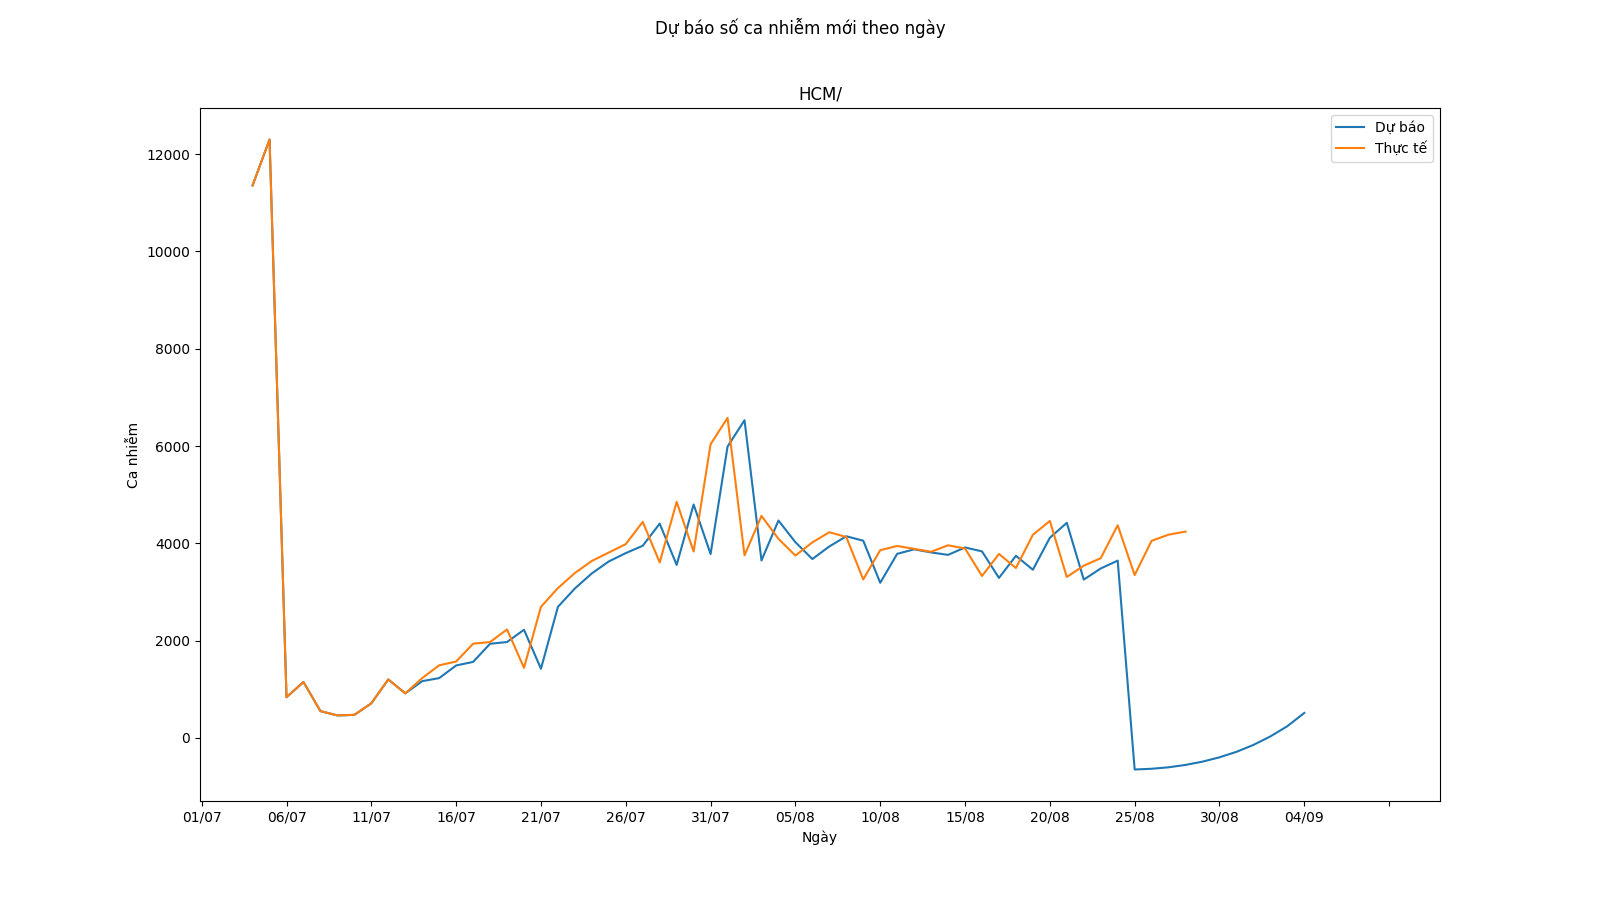 Dự báo số ca nhiễm mới theo ngày
HCM/
Dự báo
Thực tế
12000
10000
8000
6000
4000
2000
0
Ca nhiễm
01/07 06/07 11/07 16/07 21/07 26/07 31/07 05/08 10/08 15/08 20/08 25/08 30/08 04/09
Ngày